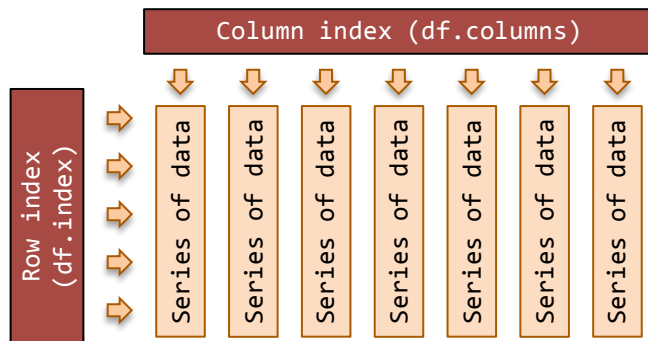 Column index (df.columns)
Row index
(df.index)
Series of data
Series of data
Series of data
Series of data
Series of data
Series of data
Series of data